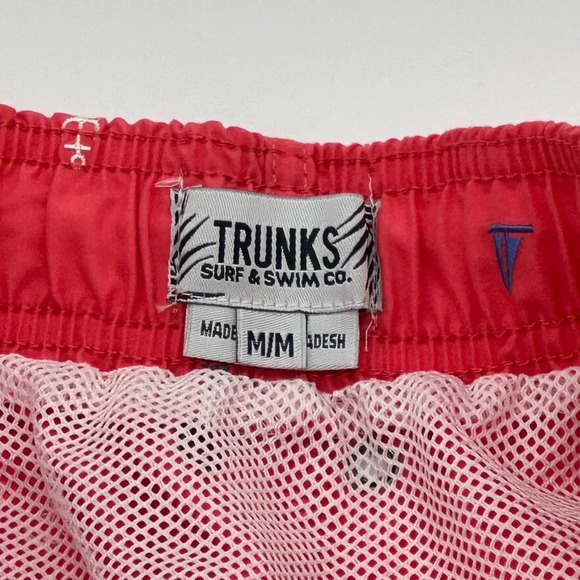 TRUNKS
SURF & SWIM CO.
MADE ADESH
M/M